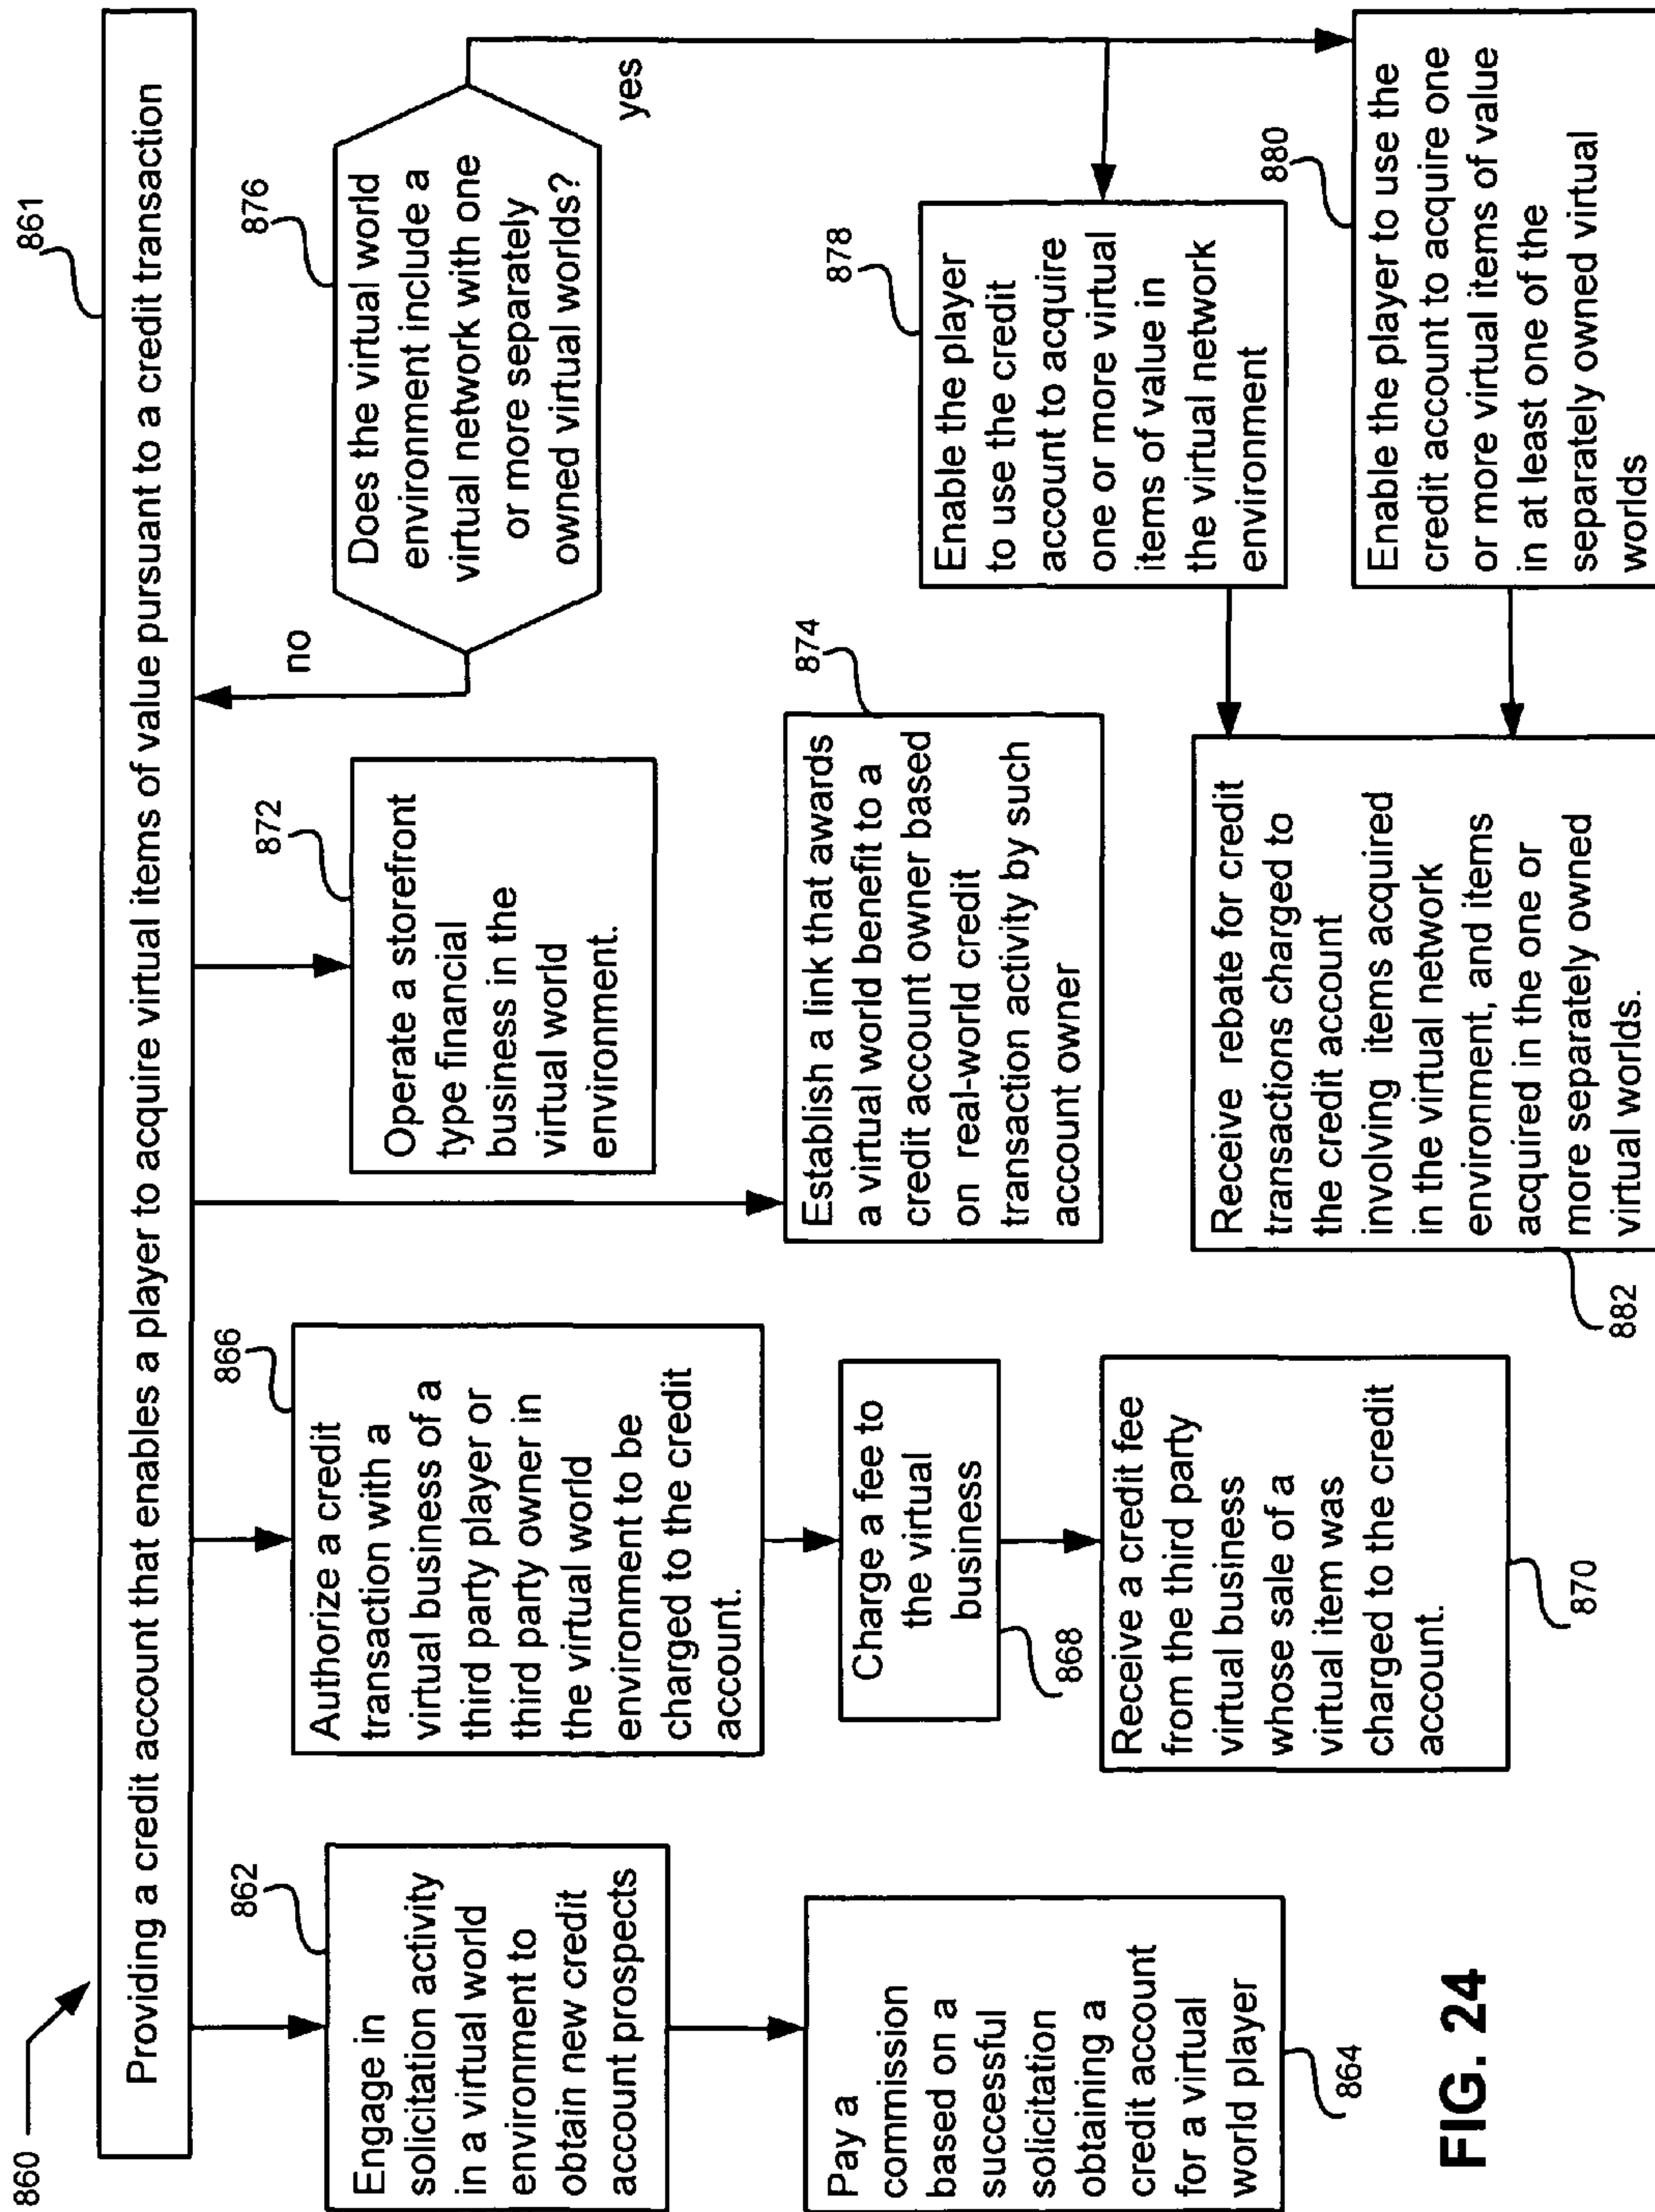 860
861
Providing a credit account that enables a player to acquire virtual items of value pursuant to a credit transaction
862
Engage in
solicitation activity
in a virtual world
environment to
obtain new credit
account prospects
Pay a
commission
based on a
successful
solicitation
obtaining a
credit account
for a virtual
world player
864
866
Authorize a credit
transaction with a
virtual business of a
third party player or
third party owner in
the virtual world
environment to be
charged to the credit
account.
Charge a fee to
the virtual
business
868
Receive a credit fee
from the third party
virtual business
whose sale of a
virtual item was
charged to the credit
account.
870
872
Operate a storefront
type financial
business in the
virtual world
environment.
874
Establish a link that awards
a virtual world benefit to a
credit account owner based
on real-world credit
transaction activity by such
account owner
876
Does the virtual world
environment include a
virtual network with one
or more separately
owned virtual worlds?
no
yes
878
Enable the player
to use the credit
account to acquire
one or more virtual
items of value in
the virtual network
environment
880
Enable the player to use the
credit account to acquire one
or more virtual items of value
in at least one of the
separately owned virtual
worlds
Receive rebate for credit
transactions charged to
the credit account
involving items acquired
in the virtual network
environment, and items
acquired in the one or
more separately owned
virtual worlds.
882
FIG. 24